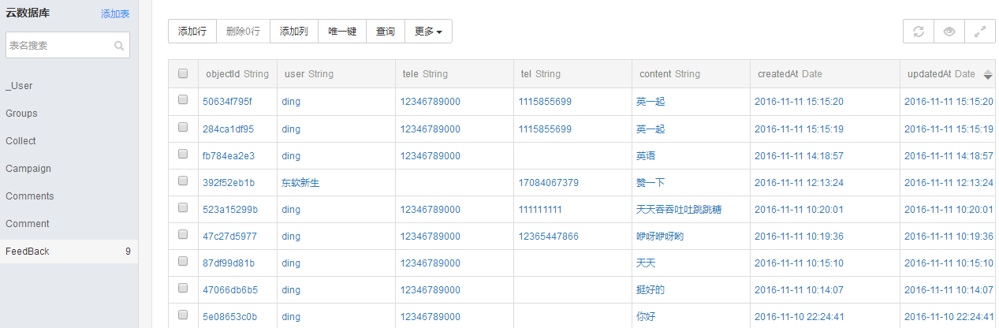 云数据库 添加表
表名搜索
_User
Groups
Collect
Campaign
Comments
Comment
FeedBack 9
添加行 删除0行 添加列 唯一键 查询 更多
objectId String user String tele String tel String content String createdAt Date updatedAt Date
50634f795f ding 12346789000 1115855699 英一起 2016-11-11 15:15:20 2016-11-11 15:15:20
284ca1df95 ding 12346789000 1115855699 英一起 2016-11-11 15:15:19 2016-11-11 15:15:19
fb784ea2e3 ding 12346789000 英语 2016-11-11 14:18:57 2016-11-11 14:18:57
392f52eb1b 东软新生 17084067379 赞一下 2016-11-11 12:13:24 2016-11-11 12:13:24
523a15299b ding 12346789000 111111111 天天吞吞吐吐跳跳糖 2016-11-11 10:20:01 2016-11-11 10:20:01
47c27d5977 ding 12346789000 12365447866 咿呀咿呀哟 2016-11-11 10:19:36 2016-11-11 10:19:36
87df99d81b ding 12346789000 天天 2016-11-11 10:15:10 2016-11-11 10:15:10
47066db6b5 ding 12346789000 挺好的 2016-11-11 10:14:07 2016-11-11 10:14:07
5e08653c0b ding 12346789000 你好 2016-11-10 22:24:41 2016-11-10 22:24:41